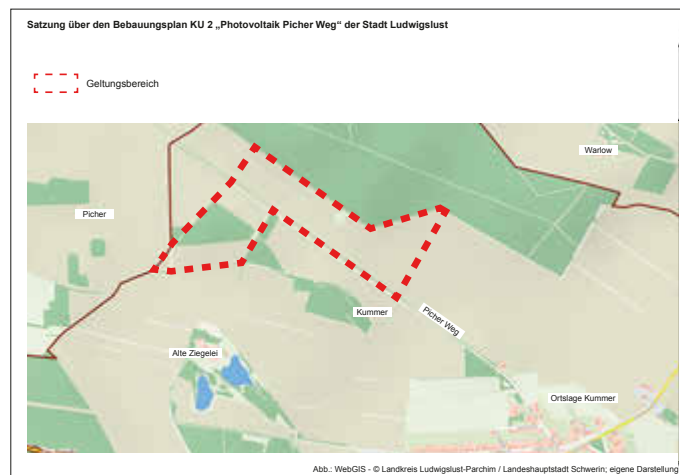 Satzung über den Bebauungsplan KU 2 „Photovoltaik Picher Weg“ der Stadt Ludwigslust
Geltungsbereich
Warlow
Picher
Kummer
Picher Weg
Alte Ziegelei
Ortslage Kummer
Abb.: WebGIS - © Landkreis Ludwigslust-Parchim / Landeshauptstadt Schwerin; eigene Darstellung